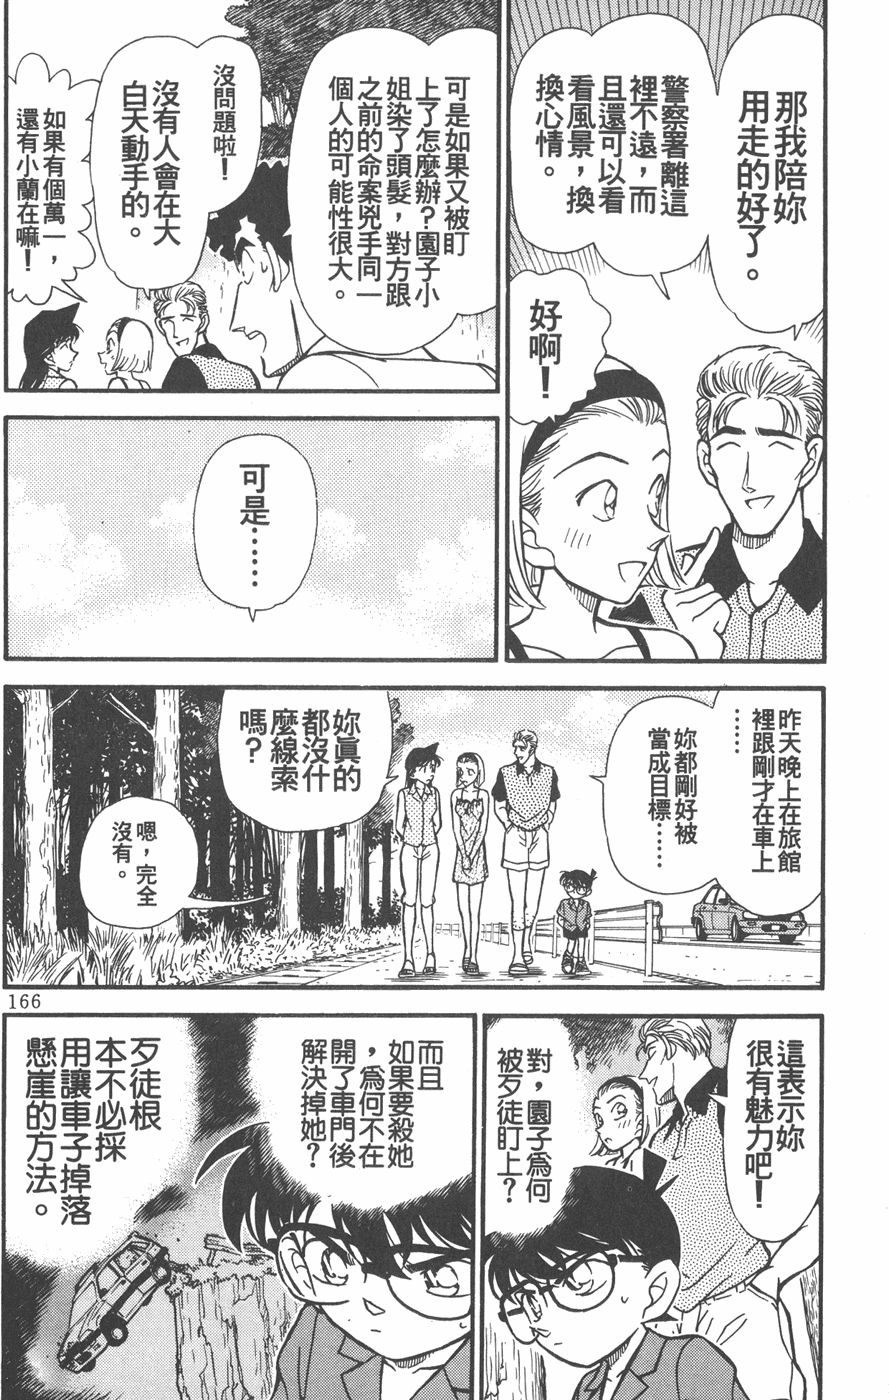 那我陪妳
用走的好了。
警察署離這
裡不遠，而
且還可以看
看風景，換
換心情。
好啊！
可是如果又被盯
上了怎麼辦？園子小
姐染了頭髮，對方跟
之前的命案兇手同一
個人的可能性很大。
沒問題啦！
沒有人會在大
白天動手的。
如果有個萬一，
還有小蘭在嘛！
可是……
昨天晚上在旅館
裡跟剛才在車上
……
妳都剛好被
當成目標……
妳真的
都沒什
麼線索
嗎？
嗯，完全
沒有。
166
這表示妳
很有魅力吧！
對，園子為何
被歹徒盯上？
而且
如果要殺她
，為何不在
開了車門後
解決掉她？
歹徒根
本不必採
用讓車子掉落
懸崖的方法。